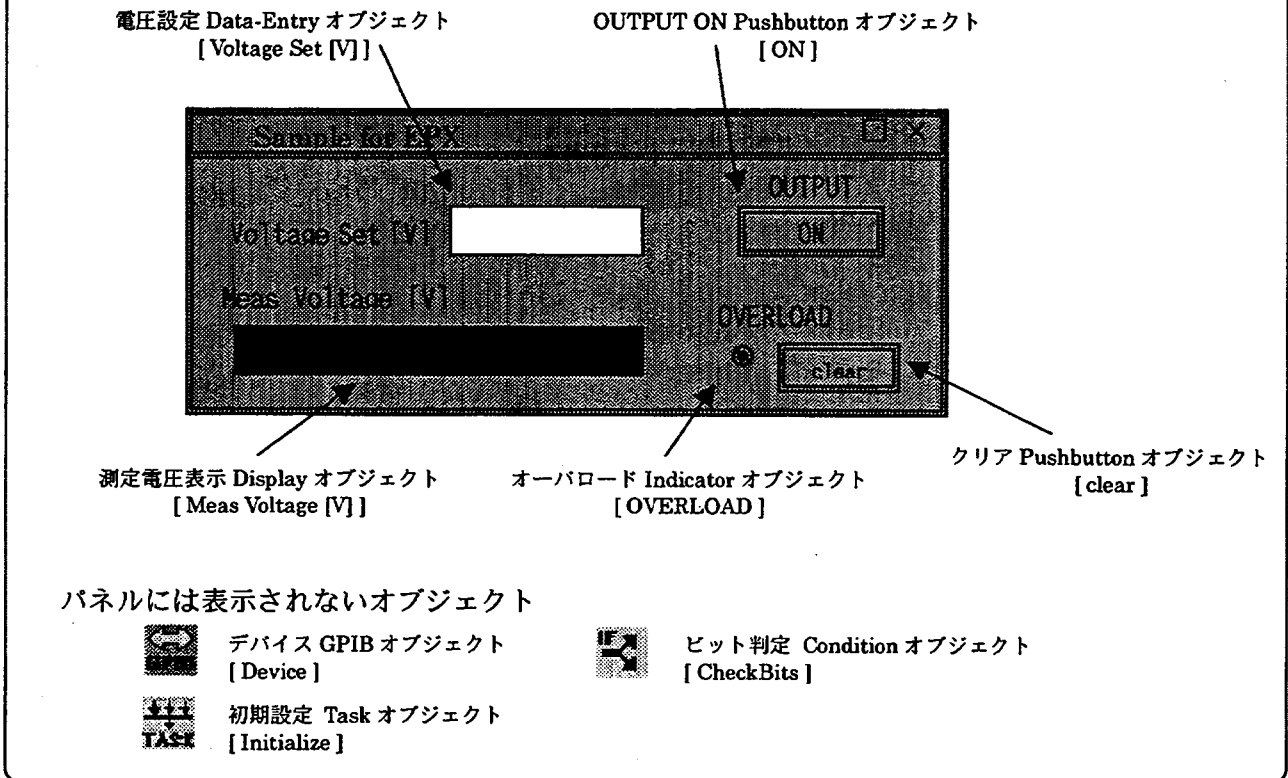 電圧設定 Data-Entry オブジェクト
[ Voltage Set [V] ]
OUTPUT ON Pushbutton オブジェクト
[ ON ]
Sample for EPX
OUTPUT
Voltage Set [V]
ON
Meas Voltage [V]
OVERLOAD
clear
測定電圧表示 Display オブジェクト
[ Meas Voltage [V] ]
オーバロード Indicator オブジェクト
[ OVERLOAD ]
クリア Pushbutton オブジェクト
[ clear ]
パネルには表示されないオブジェクト
GPIB
デバイス GPIB オブジェクト
[ Device ]
IF
ビット判定 Condition オブジェクト
[ CheckBits ]
TASK
初期設定 Task オブジェクト
[ Initialize ]